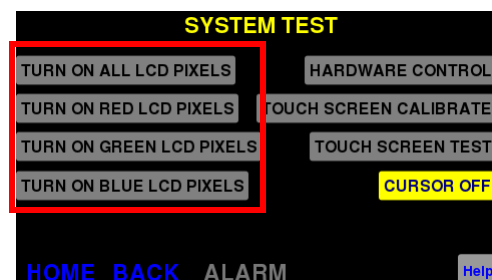 SYSTEM TEST
TURN ON ALL LCD PIXELS HARDWARE CONTROL
TURN ON RED LCD PIXELS TOUCH SCREEN CALIBRATE
TURN ON GREEN LCD PIXELS TOUCH SCREEN TEST
TURN ON BLUE LCD PIXELS CURSOR OFF
HOME BACK ALARM Help